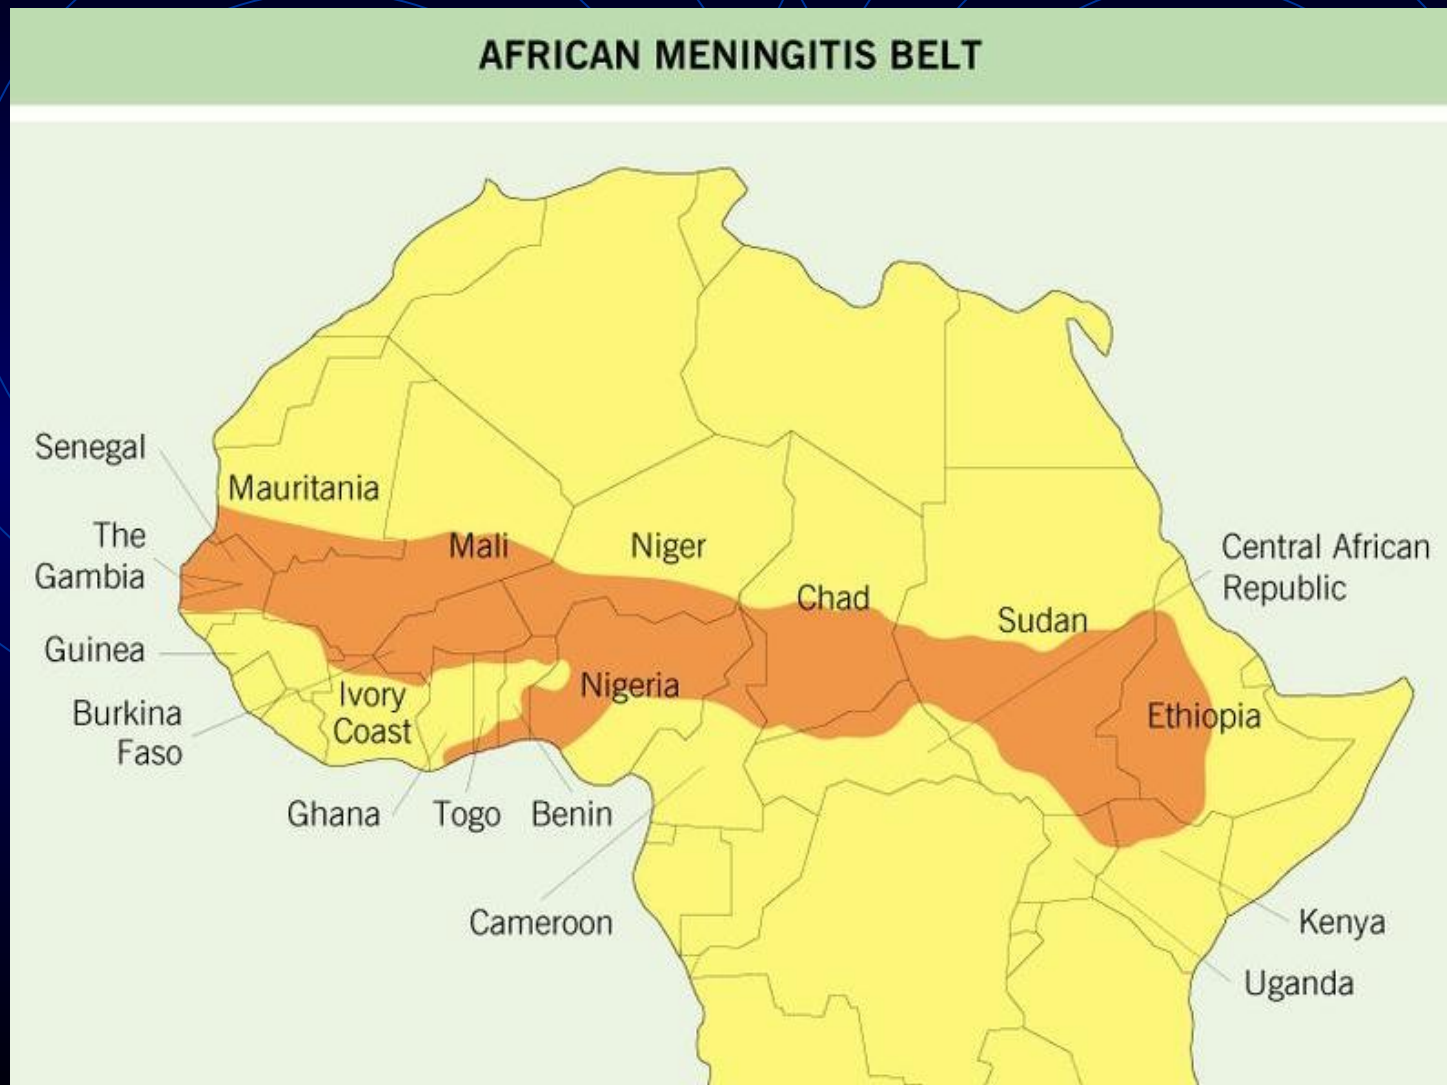 AFRICAN MENINGITIS BELT
Senegal
Mauritania
The
Gambia
Mali
Niger
Central African
Republic
Chad
Sudan
Guinea
Nigeria
Ivory
Coast
Burkina
Faso
Ethiopia
Ghana
Togo
Benin
Cameroon
Kenya
Uganda